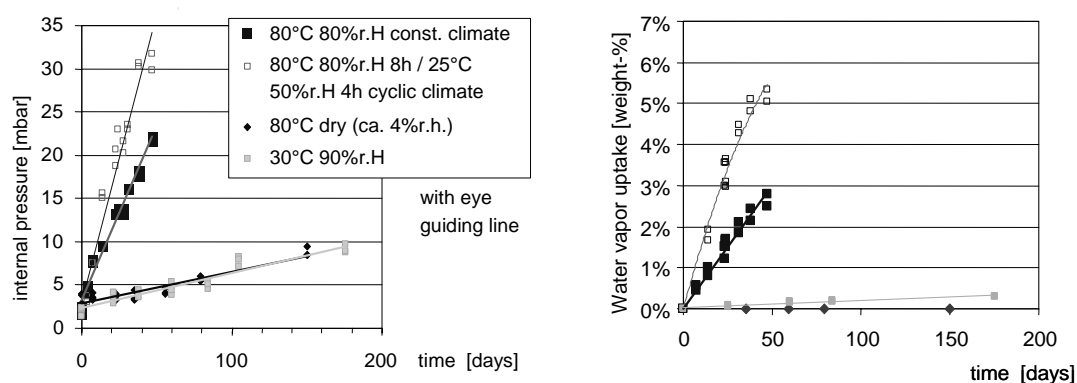 internal pressure [mbar]
35
30
25
20
15
10
5
0
0
100
200
time [days]
80°C 80%r.H const. climate
80°C 80%r.H 8h / 25°C
50%r.H 4h cyclic climate
80°C dry (ca. 4%r.h.)
30°C 90%r.H
with eye
guiding line
Water vapor uptake [weight-%]
7%
6%
5%
4%
3%
2%
1%
0%
0
50
100
150
200
time [days]